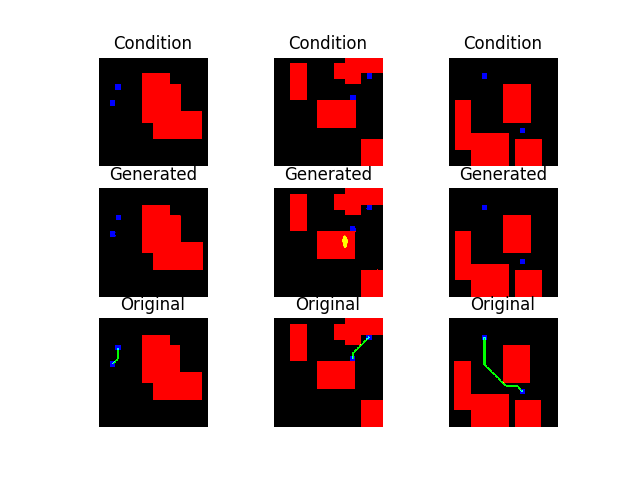 Condition Condition Condition
Generated Generated Generated
Original Original Original